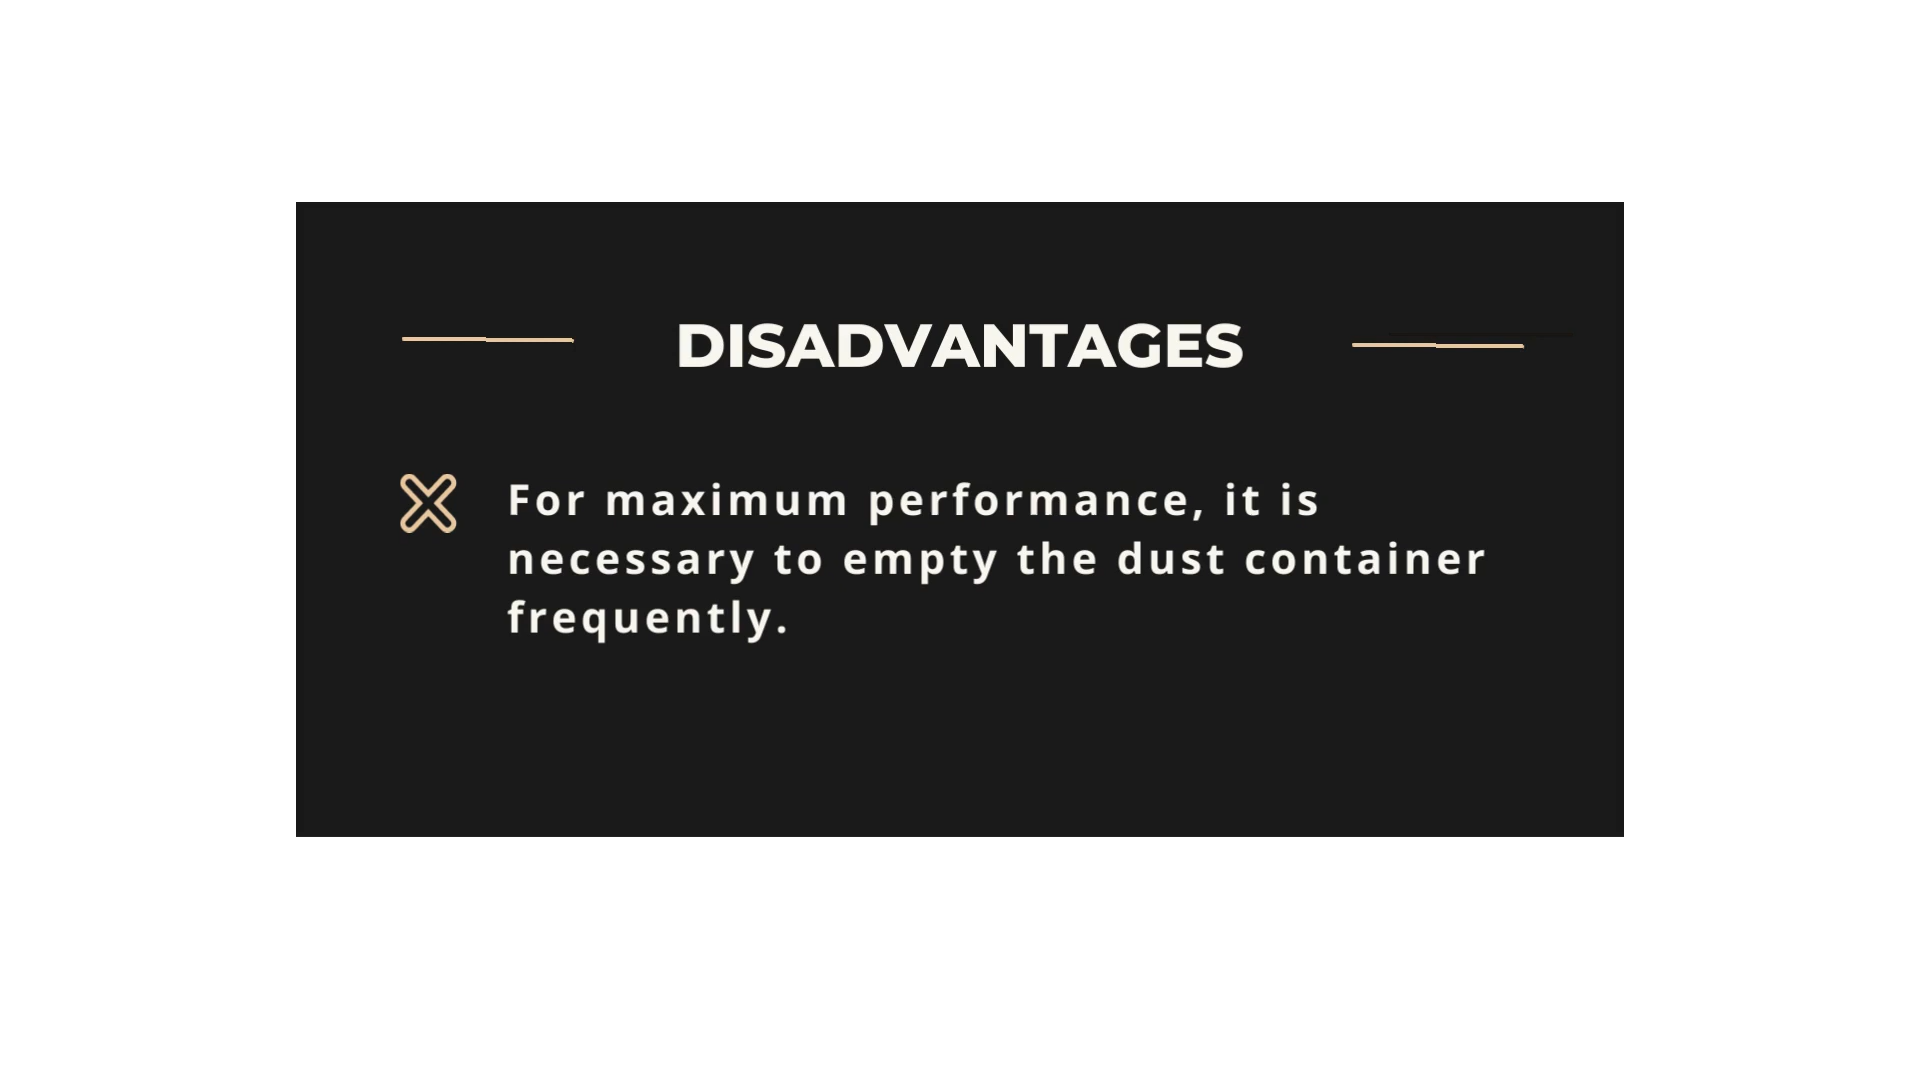 DISADVANTAGES
For maximum performance, it is
necessary to empty the dust container
frequently.